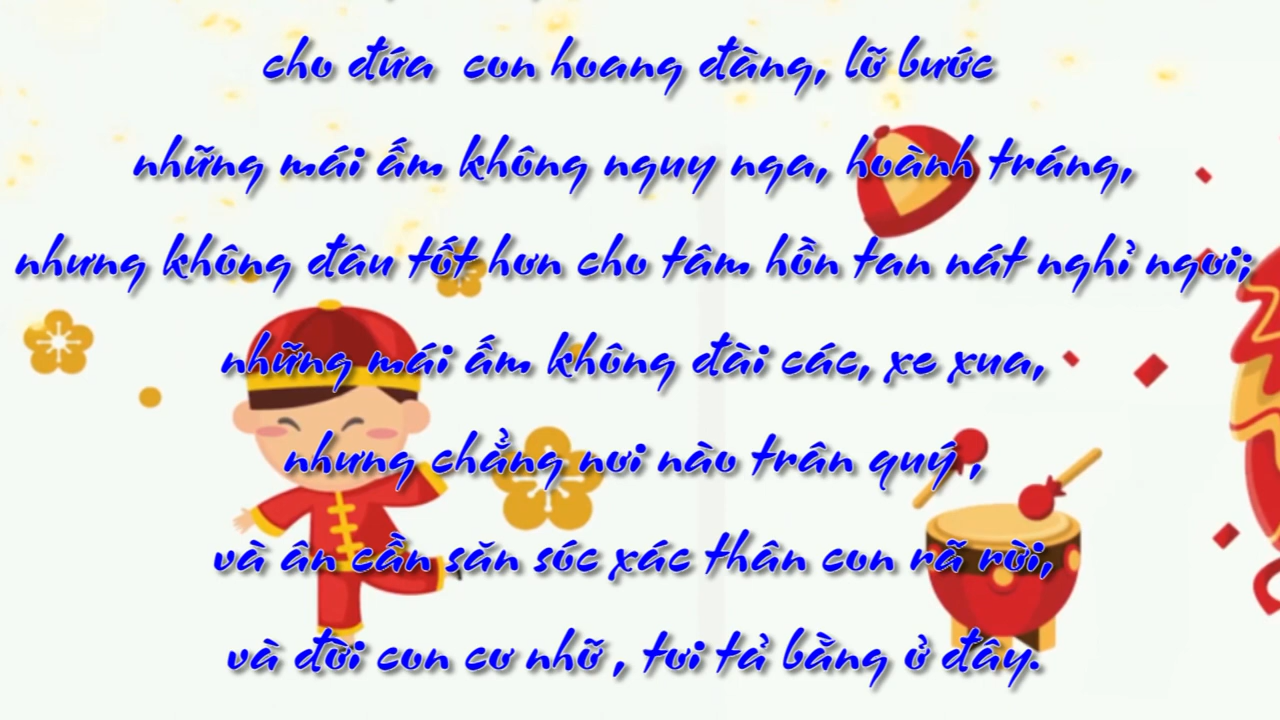 cho đứa con hoang đàng, lỡ bước
những mái ấm không nguy nga, hoành tráng,
nhưng không đâu tốt hơn cho tâm hồn tan nát nghỉ ngơi;
những mái ấm không đài các, xe xua,
nhưng chẳng nơi nào trân quý ,
và ân cần săn sóc xác thân con rã rời,
và đời con cơ nhỡ , tơi tả bằng ở đây.